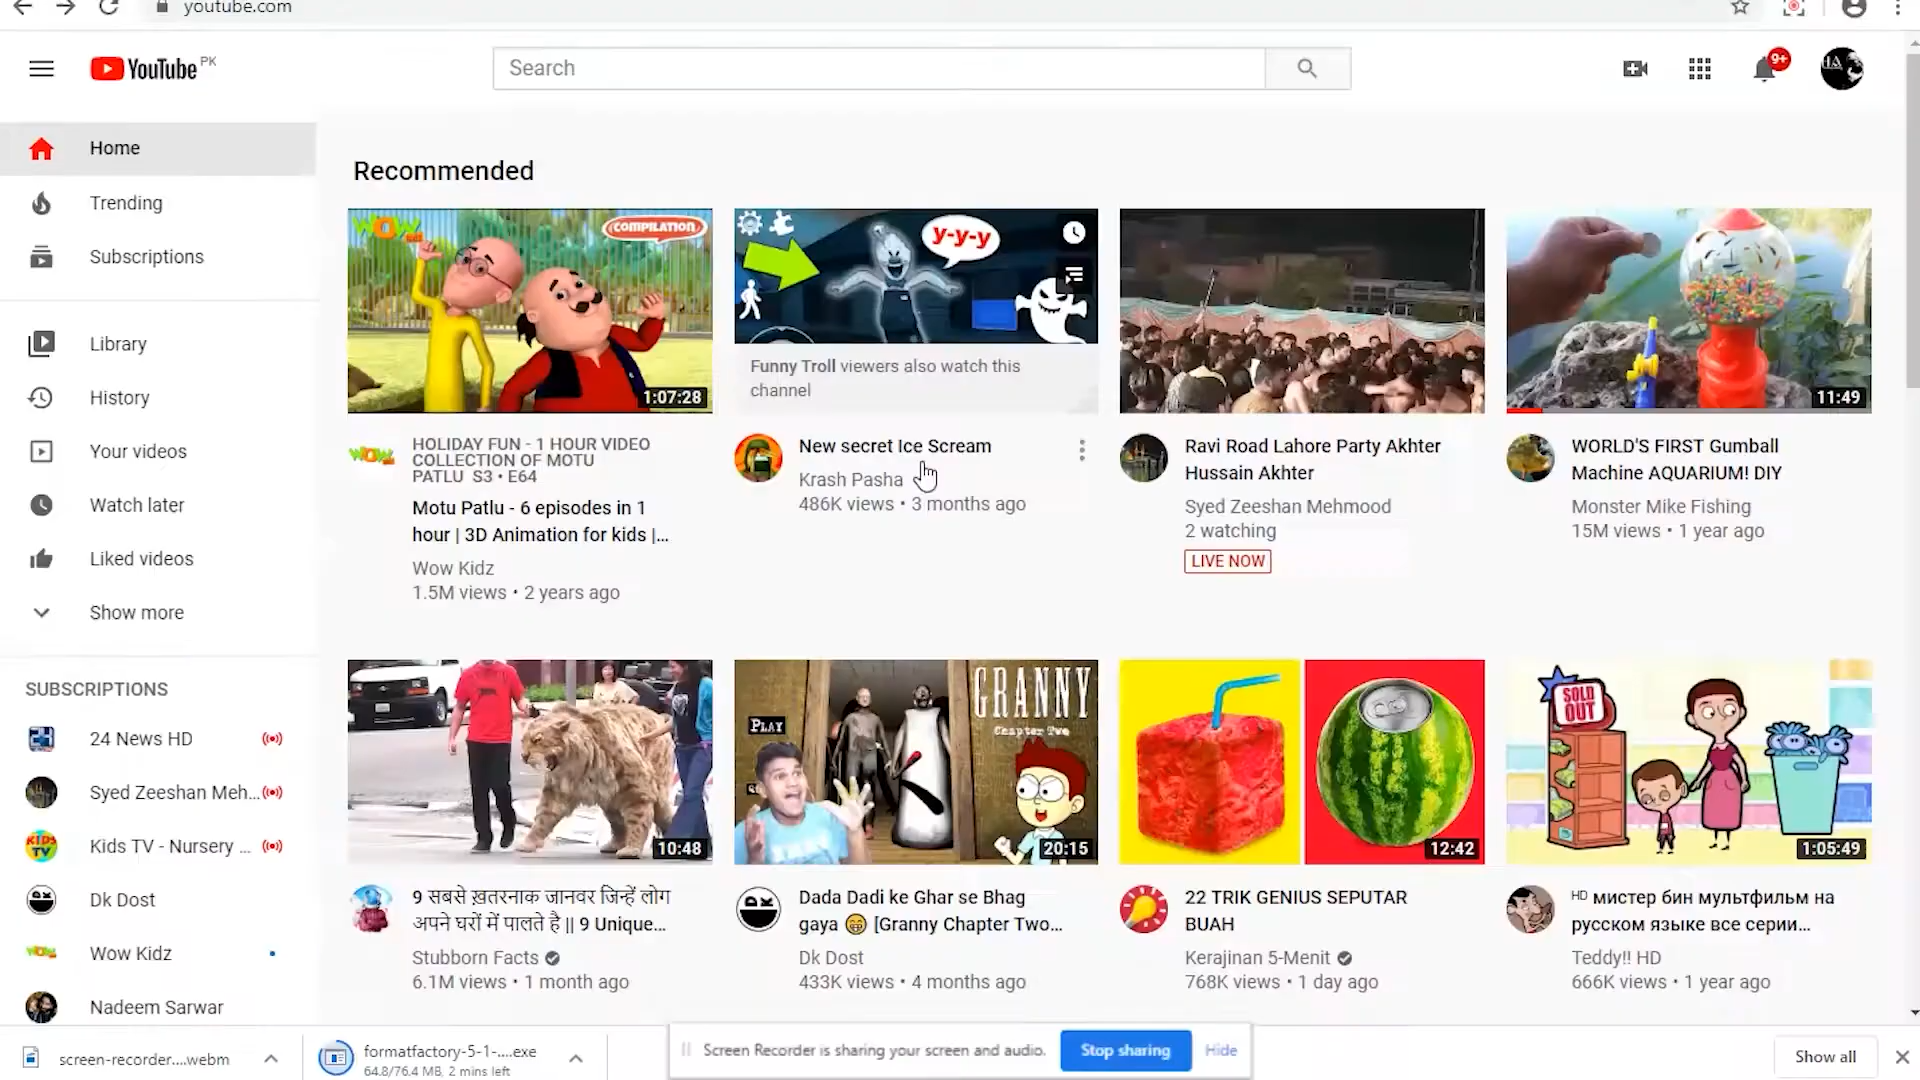 youtube.com
YouTube PK
Search
9+
Home
Trending
Subscriptions
Library
History
Your videos
Watch later
Liked videos
Show more
SUBSCRIPTIONS
24 News HD
Syed Zeeshan Meh...
Kids TV - Nursery ...
Dk Dost
Wow Kidz
Nadeem Sarwar
Recommended
WOW
COMPILATION
1:07:28
HOLIDAY FUN - 1 HOUR VIDEO
COLLECTION OF MOTU
PATLU S3 • E64
Motu Patlu - 6 episodes in 1
hour | 3D Animation for kids |...
Wow Kidz
1.5M views • 2 years ago
y-y-y
Funny Troll viewers also watch this
channel
New secret Ice Scream
Krash Pasha
486K views • 3 months ago
Ravi Road Lahore Party Akhter
Hussain Akhter
Syed Zeeshan Mehmood
2 watching
LIVE NOW
11:49
WORLD'S FIRST Gumball
Machine AQUARIUM! DIY
Monster Mike Fishing
15M views • 1 year ago
10:48
9 सबसे ख़तरनाक जानवर जिन्हें लोग
अपने घरों में पालते है || 9 Unique...
Stubborn Facts
6.1M views • 1 month ago
GRANNY
Chapter Two
PLAY
20:15
Dada Dadi ke Ghar se Bhag
gaya 😁 [Granny Chapter Two...
Dk Dost
433K views • 4 months ago
12:42
22 TRIK GENIUS SEPUTAR
BUAH
Kerajinan 5-Menit
768K views • 1 day ago
SOLD
OUT
1:05:49
ᴴᴰ мистер бин мультфильм на
русском языке все серии...
Teddy!! HD
666K views • 1 year ago
screen-recorder....webm
formatfactory-5-1-....exe
64.8/76.4 MB, 2 mins left
Screen Recorder is sharing your screen and audio.
Stop sharing
Hide
Show all